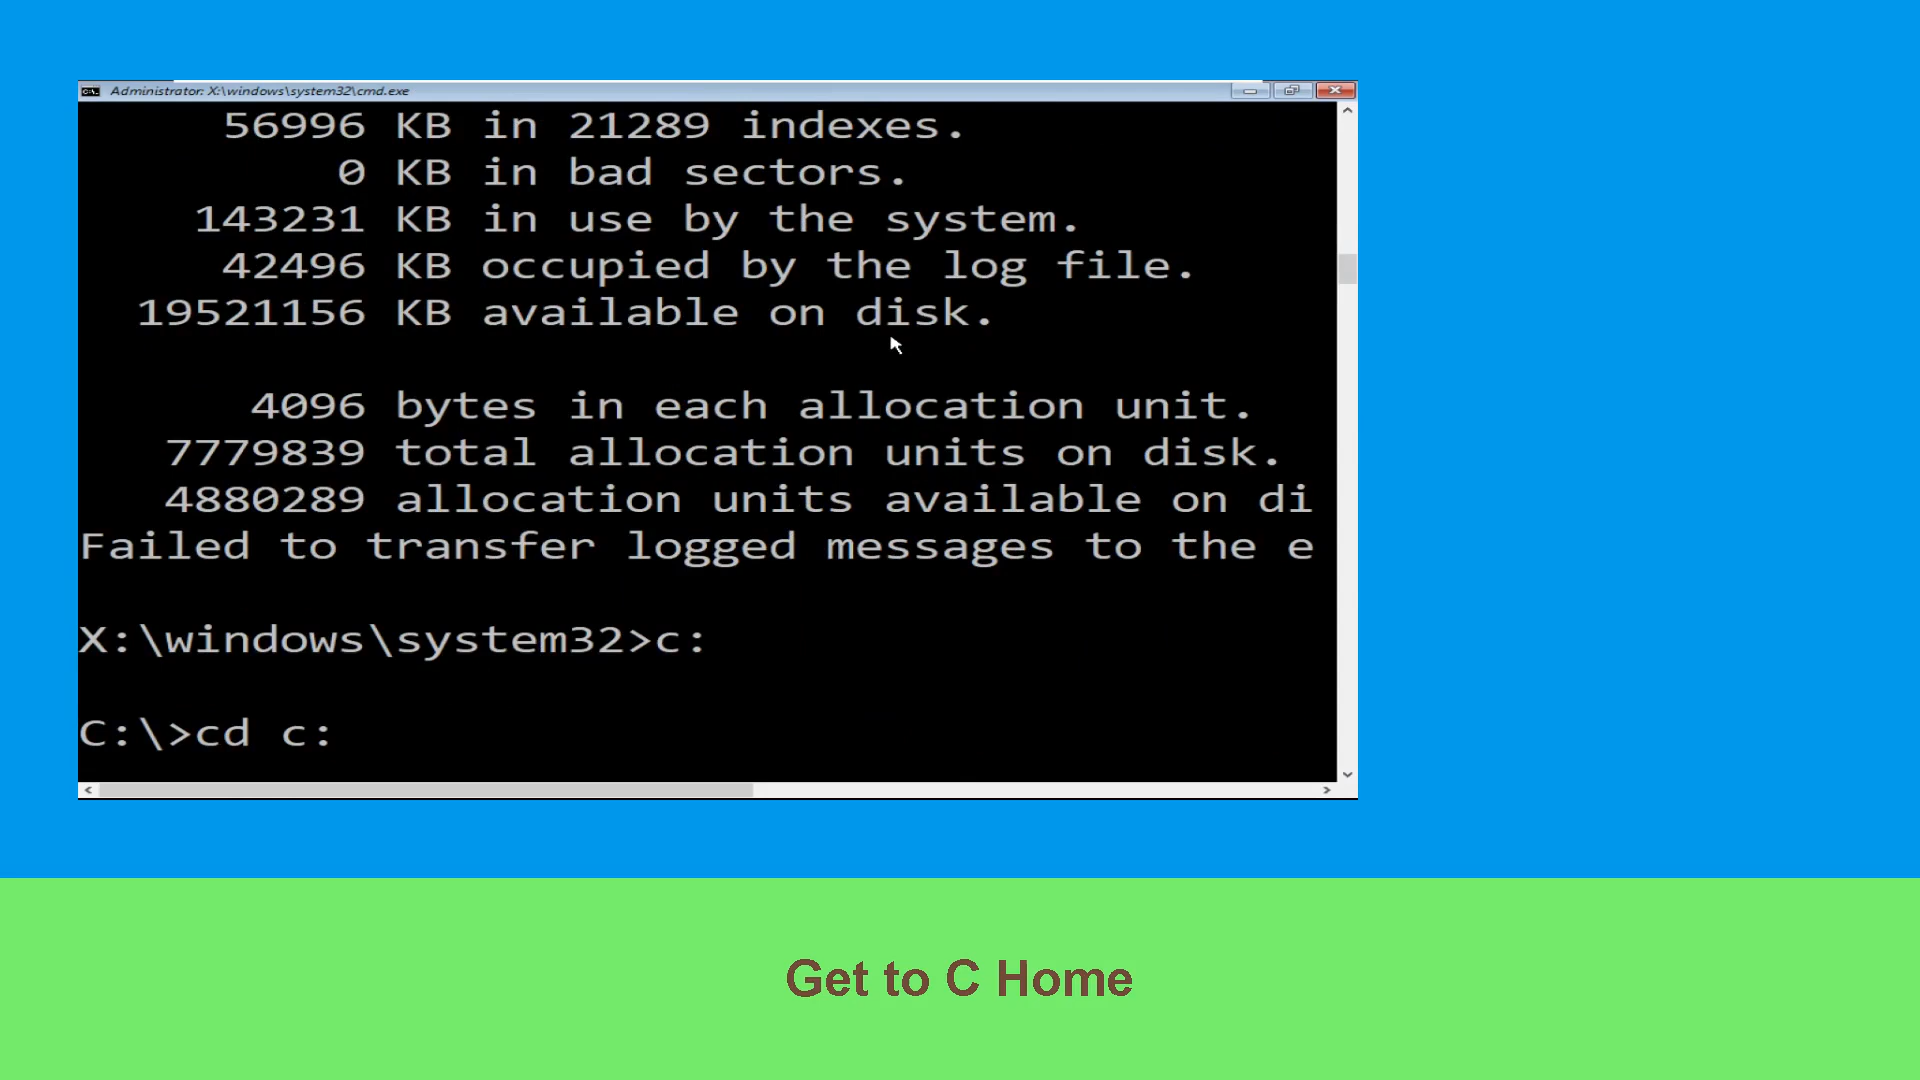 Administrator: X:\windows\system32\cmd.exe
56996 KB in 21289 indexes.
0 KB in bad sectors.
143231 KB in use by the system.
42496 KB occupied by the log file.
19521156 KB available on disk.
4096 bytes in each allocation unit.
7779839 total allocation units on disk.
4880289 allocation units available on di
Failed to transfer logged messages to the e
X:\windows\system32>c:
C:\>cd c:
Get to C Home